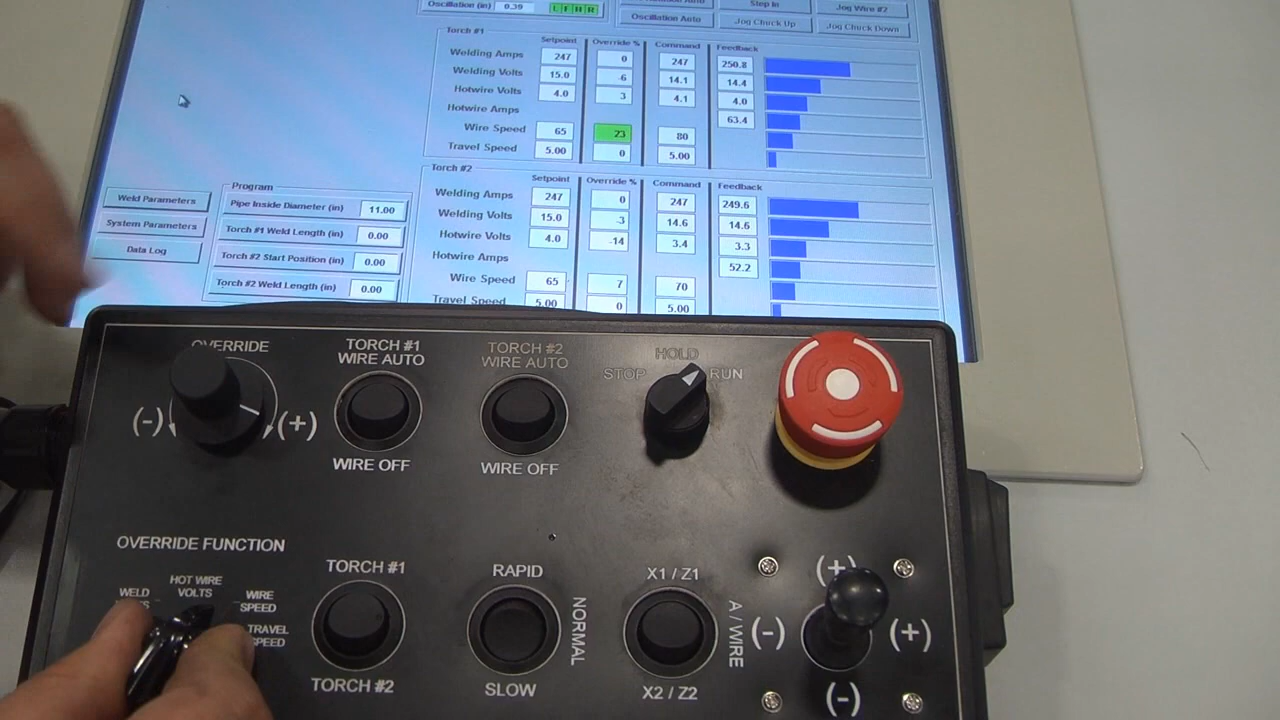 Oscillation (in) 0.39 L F H R
Oscillation Auto
Step In
Jog Wire #2
Jog Chuck Up
Jog Chuck Down
Torch #1
Setpoint Override % Command Feedback
Welding Amps 247 0 247 250.8
Welding Volts 15.0 -6 14.1 14.4
Hotwire Volts 4.0 3 4.1 4.0
Hotwire Amps 63.4
Wire Speed 65 23 80
Travel Speed 5.00 0 5.00
Torch #2
Setpoint Override % Command Feedback
Welding Amps 247 0 247 249.6
Welding Volts 15.0 -3 14.6 14.6
Hotwire Volts 4.0 -14 3.4 3.3
Hotwire Amps 52.2
Wire Speed 65 7 70
Travel Speed 5.00 0 5.00
Weld Parameters
System Parameters
Data Log
Program
Pipe Inside Diameter (in) 11.00
Torch #1 Weld Length (in) 0.00
Torch #2 Start Position (in) 0.00
Torch #2 Weld Length (in) 0.00
OVERRIDE
(-) (+)
TORCH #1
WIRE AUTO
WIRE OFF
TORCH #2
WIRE AUTO
WIRE OFF
HOLD
STOP RUN
OVERRIDE FUNCTION
WELD
HOT WIRE
VOLTS
WIRE
SPEED
TRAVEL
SPEED
TORCH #1
TORCH #2
RAPID
NORMAL
SLOW
X1 / Z1
A / WIRE
X2 / Z2
(+)
(-) (+)
(-)